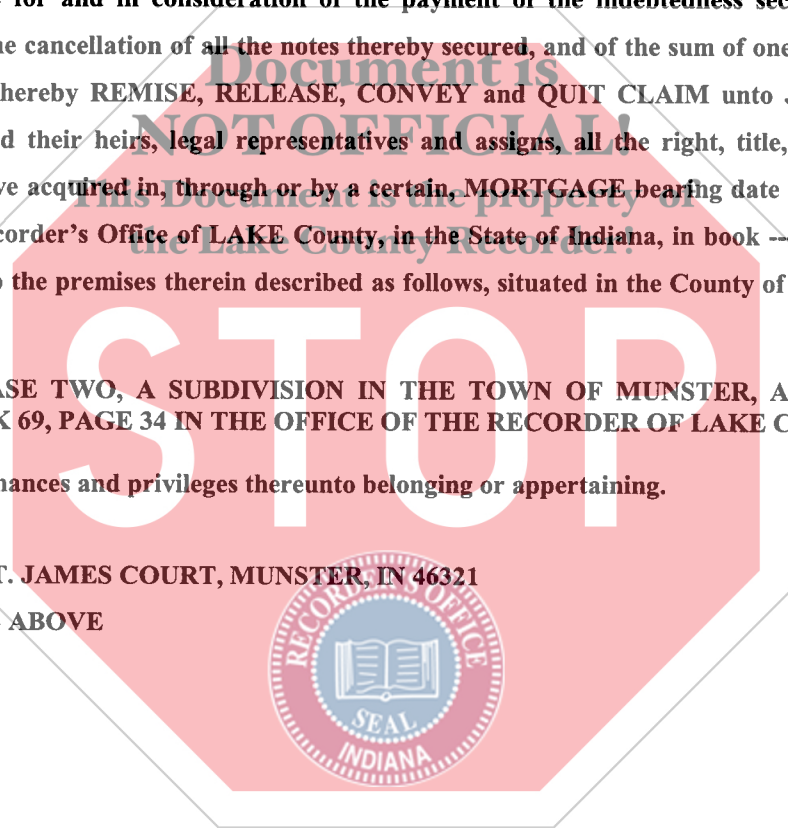 for and in consideration of the payment of the indebtedness sec
ne cancellation of all the notes thereby secured, and of the sum of one
Document is
hereby REMISE, RELEASE, CONVEY and QUIT CLAIM unto
NOT OFFICIAL!
d their heirs, legal representatives and assigns, all the right, title,
This Document is the property of
ve acquired in, through or by a certain, MORTGAGE bearing date
the Lake County Recorder!
corder's Office of LAKE County, in the State of Indiana, in book --
the premises therein described as follows, situated in the County of
STOP
ASE TWO, A SUBDIVISION IN THE TOWN OF MUNSTER, A
K 69, PAGE 34 IN THE OFFICE OF THE RECORDER OF LAKE C
nances and privileges thereunto belonging or appertaining.
T. JAMES COURT, MUNSTER, IN 46321
ABOVE
RECORDER'S OFFICE
SEAL
INDIANA